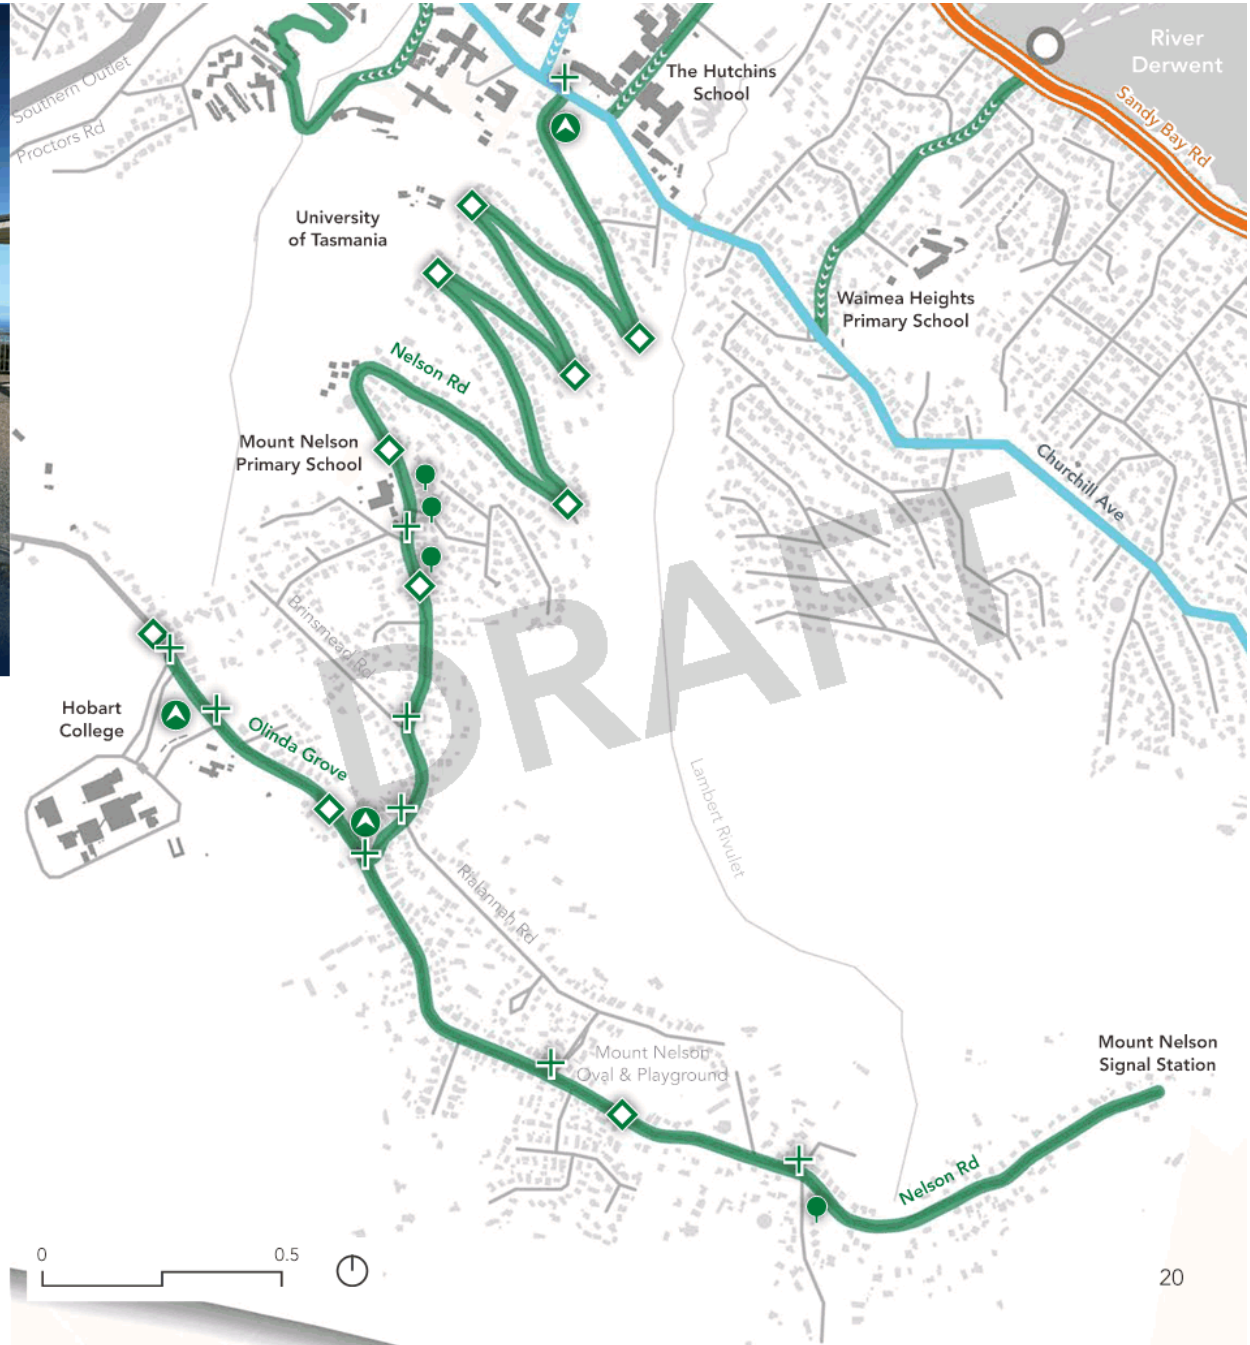 River
Derwent
Sandy Bay Rd
The Hutchins
School
Southern Outlet
Proctors Rd
University
of Tasmania
Waimea Heights
Primary School
Nelson Rd
Mount Nelson
Primary School
Churchill Ave
DRAFT
Brinsmead Rd
Hobart
College
Olinda Grove
Lambert Rivulet
Rialannah Rd
Mount Nelson
Oval & Playground
Mount Nelson
Signal Station
Nelson Rd
0 0.5
20